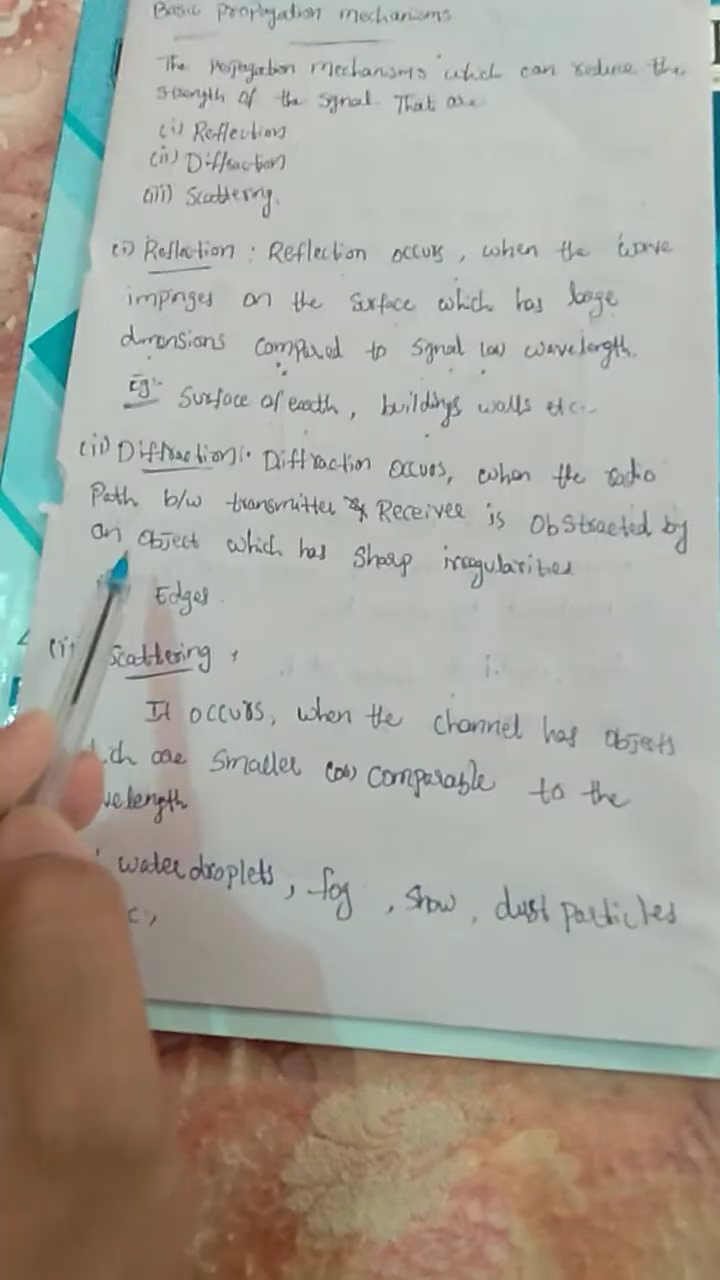 Basic propagation mechanisms
The propagation mechanisms which can reduce the
strength of the signal. That are
(i) Reflection
(ii) Diffraction
(iii) Scattering.
(i) Reflection : Reflection occurs, when the wave
impinges on the surface which has large
dimensions compared to signal wavelength.
Eg:- Surface of earth, buildings walls etc..
(ii) Diffraction:- Diffraction occurs, when the radio
Path b/w transmitter & Receiver is Obstracted by
an Object which has sharp irregularities
Edges.
Scattering :
It occurs, when the channel has objects
are smaller (or) comparable to the
water droplets, fog, snow, dust particles